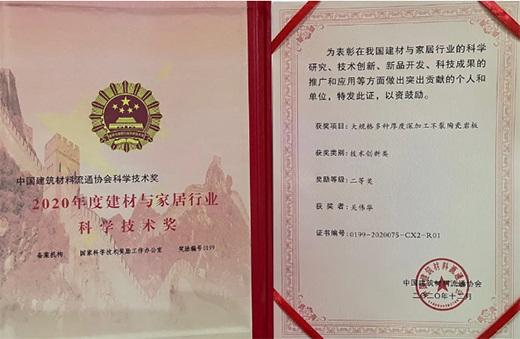 中国建筑材料流通协会科学技术奖
2020年度建材与家居行业
科学技术奖
备案机构 国家科学技术奖励工作办公室 奖励编号0199
为表彰在我国建材与家居行业的科学
研究、技术创新、新品开发、科技成果的
推广和应用等方面做出突出贡献的个人和
单位，特发此证，以资鼓励。
获奖项目：大规格多种厚度深加工不裂陶瓷岩板
获奖类别：技术创新类
奖励等级：二等奖
获奖者：关伟华
证书编号：0199-2020075-CX2-R01
中国建筑材料流通协会
二〇二〇年十二月